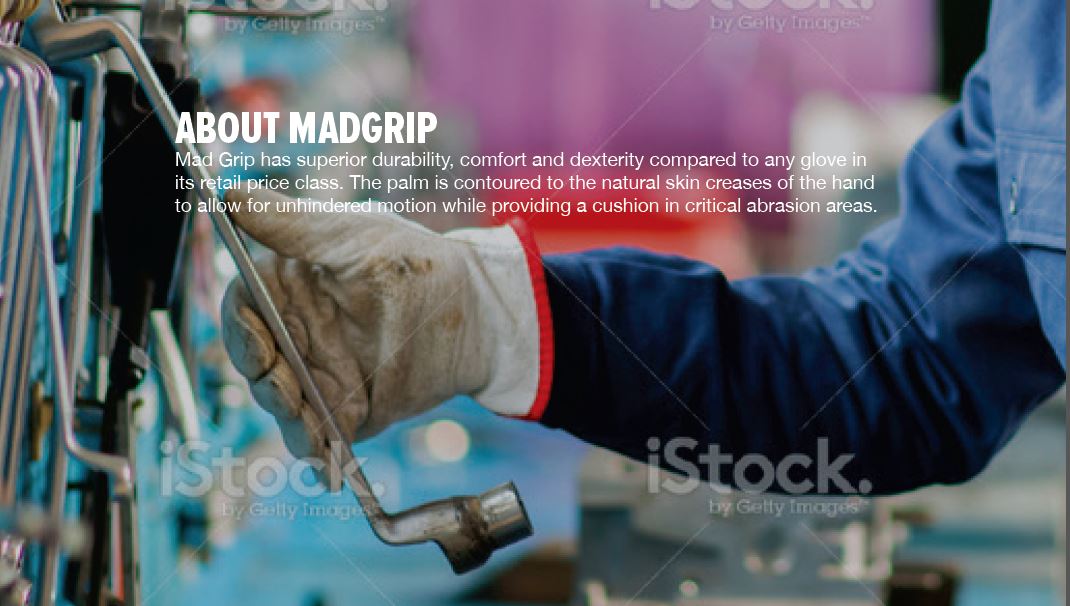 iStock.
by Getty Images™
iStock.
by Getty Images™
ABOUT MADGRIP
Mad Grip has superior durability, comfort and dexterity compared to any glove in
its retail price class. The palm is contoured to the natural skin creases of the hand
to allow for unhindered motion while providing a cushion in critical abrasion areas.
iStock.
by Getty Images™
iStock.
by Getty Images™